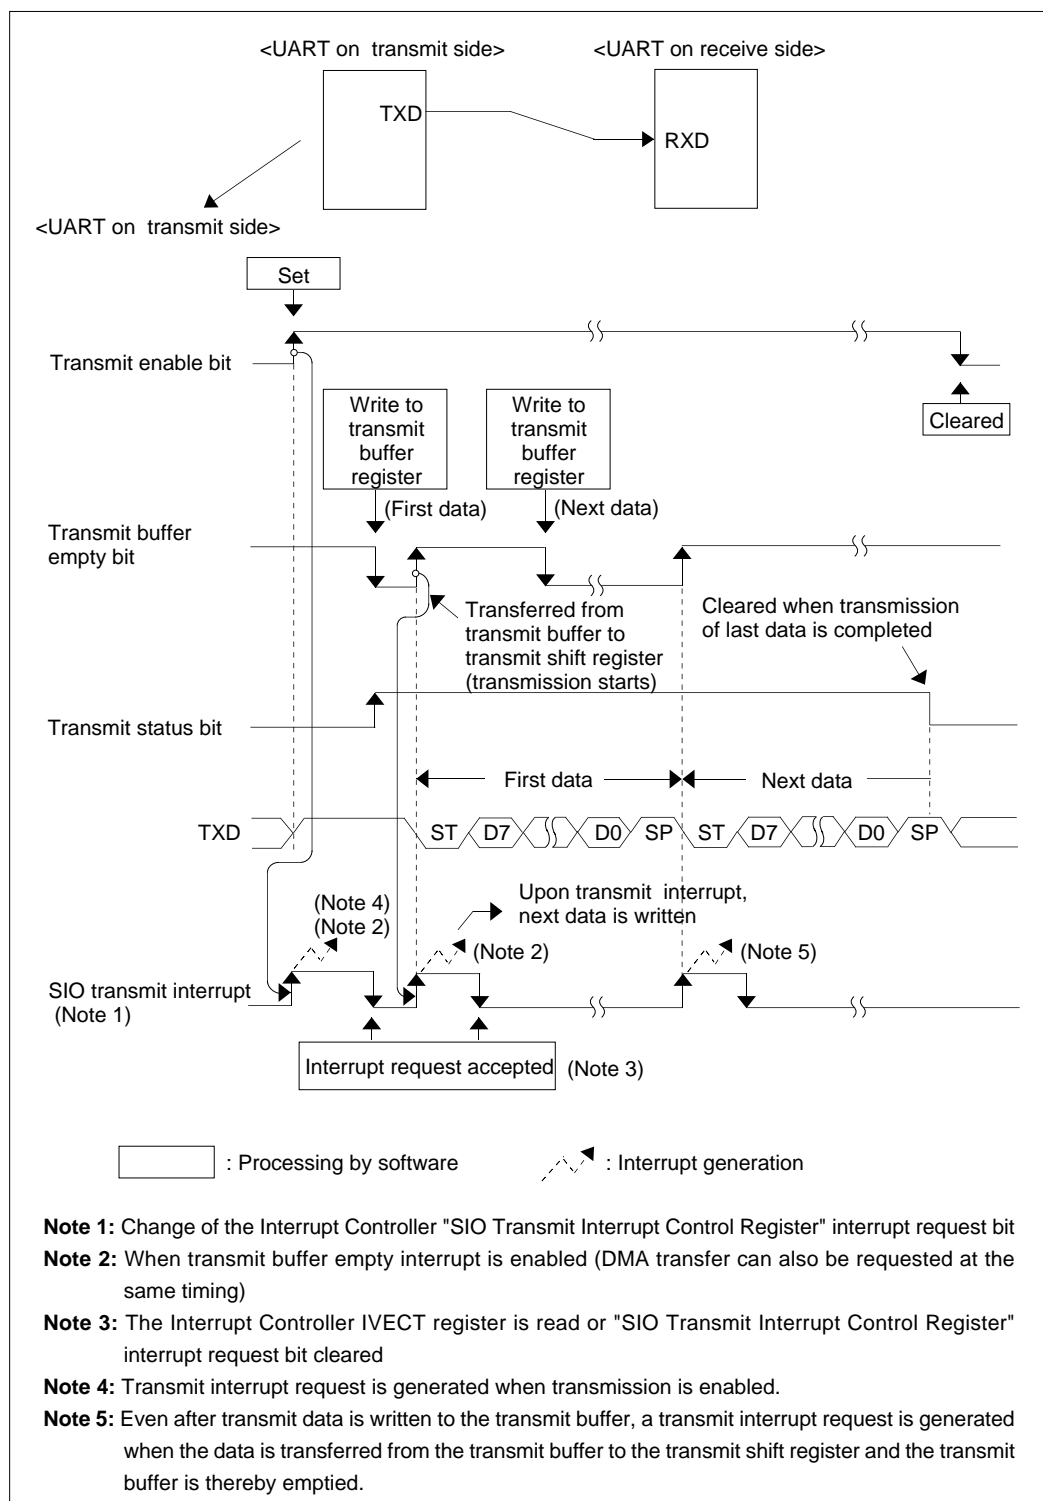 <UART on transmit side>
<UART on receive side>
TXD
RXD
<UART on transmit side>
Set
Transmit enable bit
Cleared
Write to
transmit
buffer
register
Write to
transmit
buffer
register
(First data)
(Next data)
Transmit buffer
empty bit
Transferred from
transmit buffer to
transmit shift register
(transmission starts)
Cleared when transmission
of last data is completed
Transmit status bit
First data
Next data
TXD
ST D7 D0 SP ST D7 D0 SP
(Note 4)
(Note 2)
Upon transmit interrupt,
next data is written
(Note 2)
(Note 5)
SIO transmit interrupt
(Note 1)
Interrupt request accepted
(Note 3)
: Processing by software
: Interrupt generation
Note 1: Change of the Interrupt Controller "SIO Transmit Interrupt Control Register" interrupt request bit
Note 2: When transmit buffer empty interrupt is enabled (DMA transfer can also be requested at the
same timing)
Note 3: The Interrupt Controller IVECT register is read or "SIO Transmit Interrupt Control Register"
interrupt request bit cleared
Note 4: Transmit interrupt request is generated when transmission is enabled.
Note 5: Even after transmit data is written to the transmit buffer, a transmit interrupt request is generated
when the data is transferred from the transmit buffer to the transmit shift register and the transmit
buffer is thereby emptied.